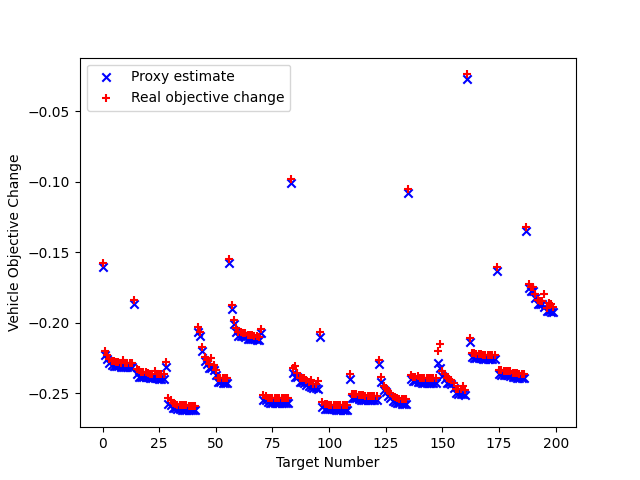 Proxy estimate
Real objective change
Vehicle Objective Change
−0.05
−0.10
−0.15
−0.20
−0.25
0 25 50 75 100 125 150 175 200
Target Number